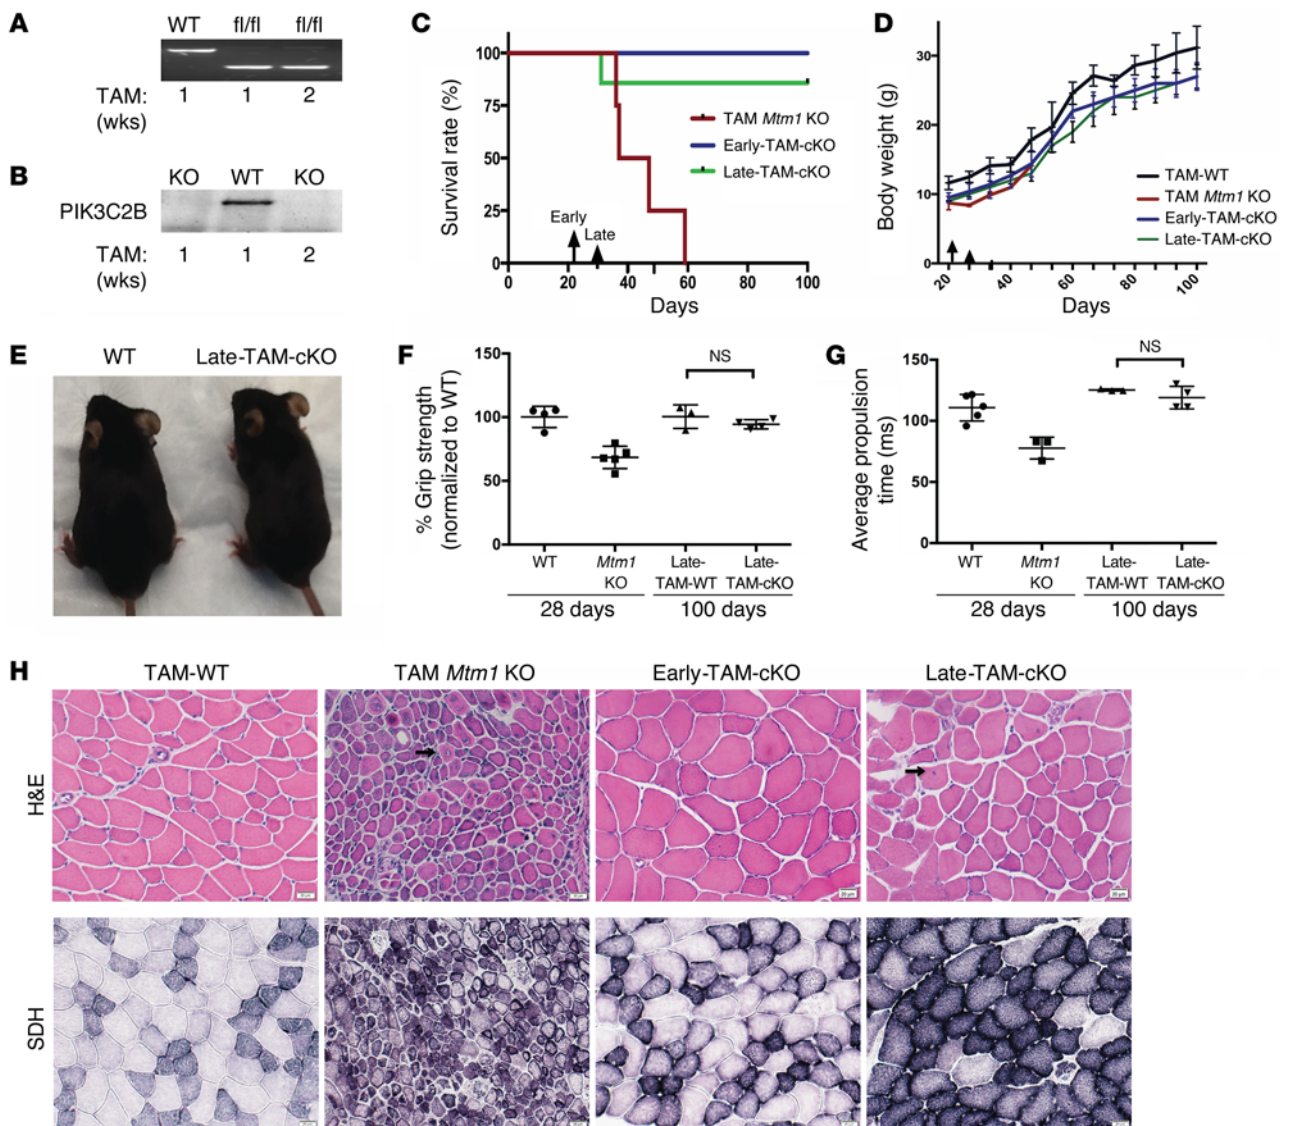 A
WT fl/fl fl/fl
TAM: 1 1 2
(wks)
B
KO WT KO
PIK3C2B
TAM: 1 1 2
(wks)
C
Survival rate (%)
100
75
50
25
0
Early
Late
TAM Mtm1 KO
Early-TAM-cKO
Late-TAM-cKO
0 20 40 60 80 100
Days
D
Body weight (g)
30
20
10
0
TAM-WT
TAM Mtm1 KO
Early-TAM-cKO
Late-TAM-cKO
20 40 60 80 100
Days
E
WT Late-TAM-cKO
F
% Grip strength
(normalized to WT)
150
100
50
0
NS
WT Mtm1 Late- Late-
KO TAM-WT TAM-cKO
28 days 100 days
G
Average propulsion
time (ms)
150
100
50
0
NS
WT Mtm1 Late- Late-
KO TAM-WT TAM-cKO
28 days 100 days
H
TAM-WT TAM Mtm1 KO Early-TAM-cKO Late-TAM-cKO
H&E
SDH